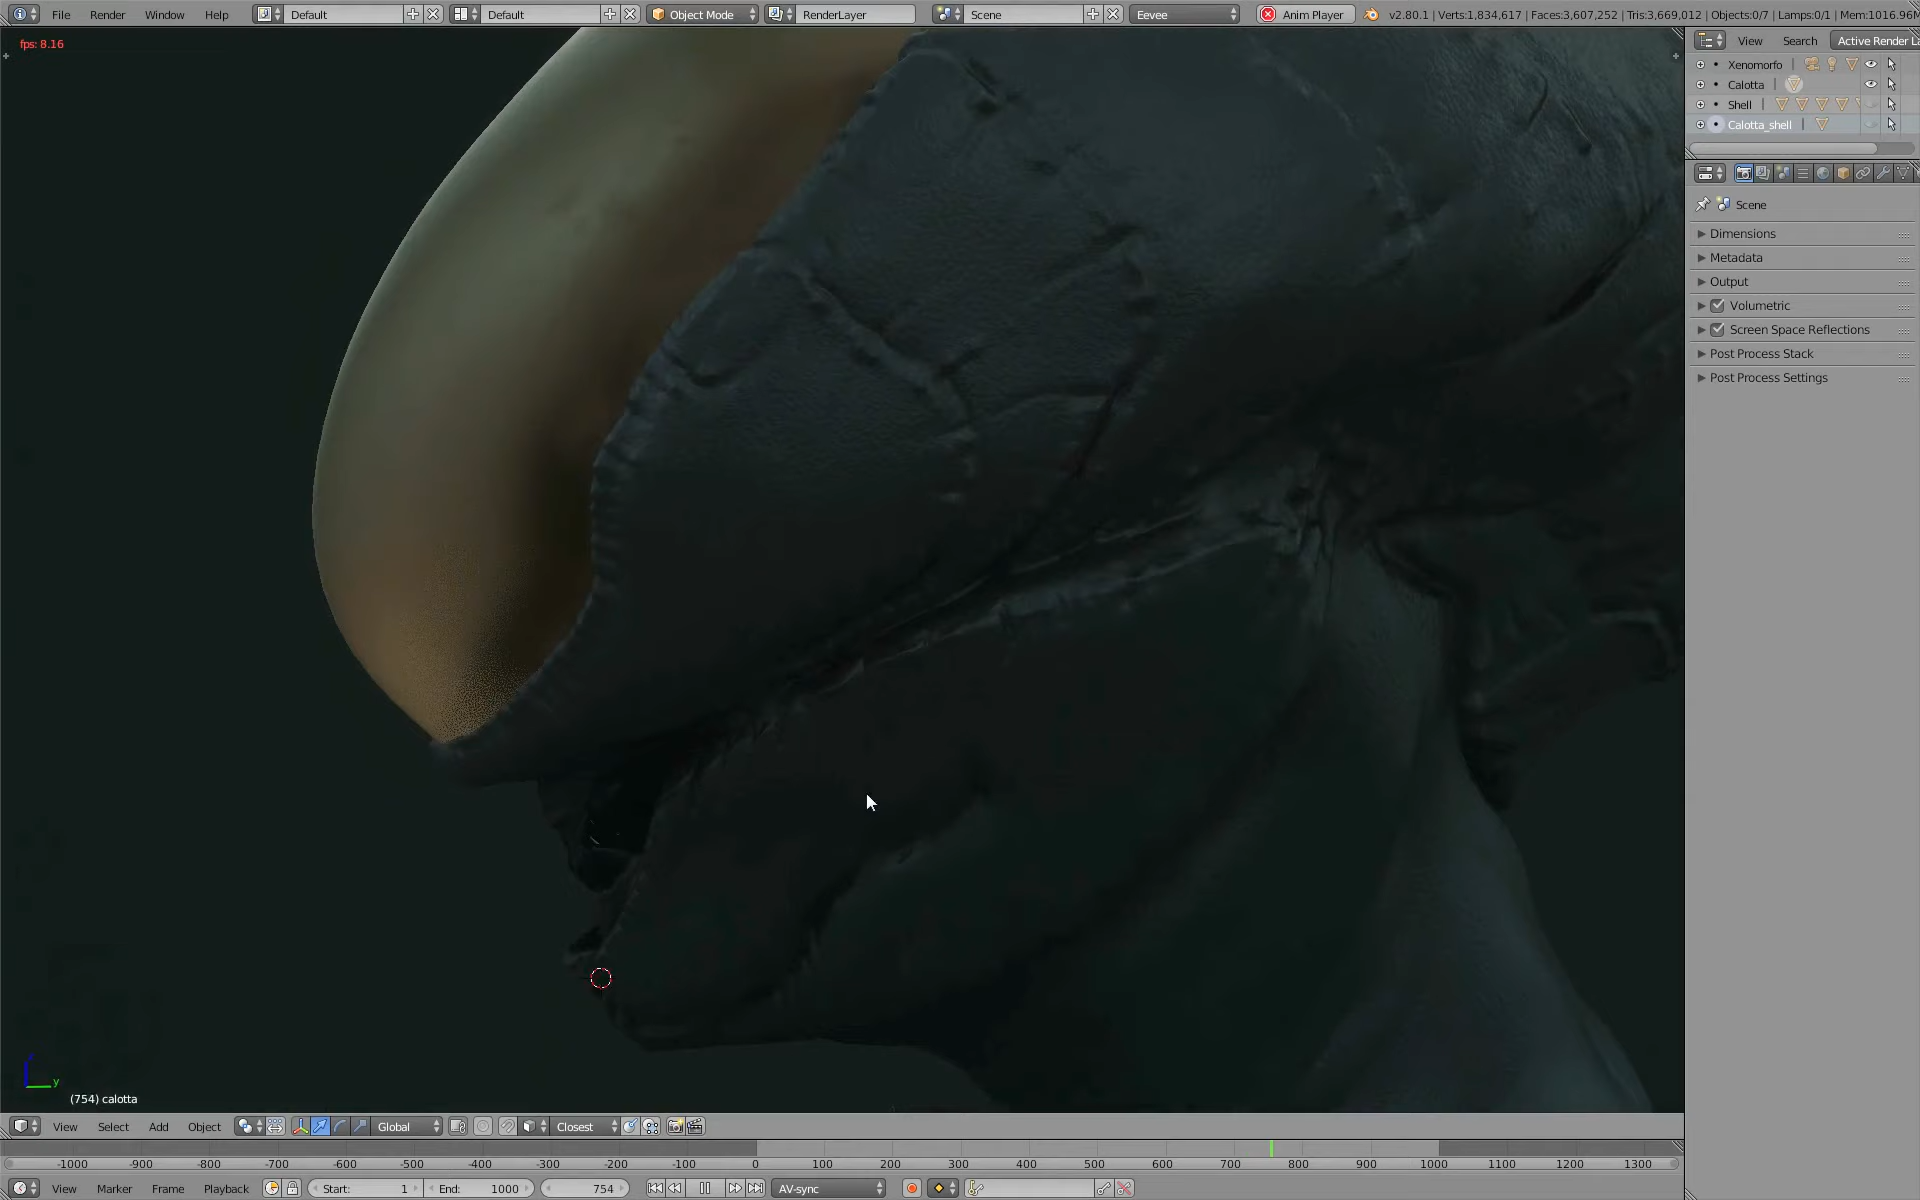 File Render Window Help Default Default Object Mode RenderLayer Scene Eevee Anim Player v2.80.1 | Verts:1,834,617 | Faces:3,607,252 | Tris:3,669,012 | Objects:0/7 | Lamps:0/1 | Mem:1016.96M
fps: 8.16
View Search Active Render La
Xenomorfo
Calotta
Shell
Calotta_shell
Scene
Dimensions
Metadata
Output
Volumetric
Screen Space Reflections
Post Process Stack
Post Process Settings
y
(754) calotta
View Select Add Object Global Closest
-1000 -900 -800 -700 -600 -500 -400 -300 -200 -100 0 100 200 300 400 500 600 700 800 900 1000 1100 1200 1300
View Marker Frame Playback Start: 1 End: 1000 754 AV-sync